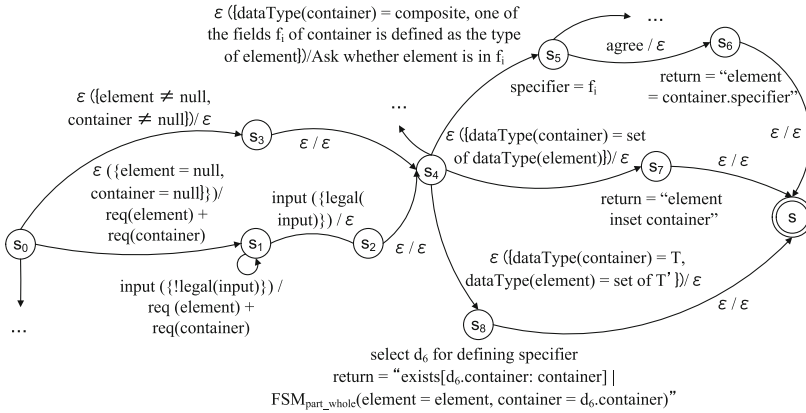 ε ({dataType(container) = composite, one of
the fields fᵢ of container is defined as the type
of element})/Ask whether element is in fᵢ
...
s₅
agree / ε
s₆
specifier = fᵢ
return = “element
= container.specifier”
ε / ε
ε ({element ≠ null,
container ≠ null})/ ε
s₃
ε / ε
...
s₄
ε ({dataType(container) = set
of dataType(element)})/ ε
s₇
ε / ε
return = “element
inset container”
s
ε ({element = null,
container = null})/
req(element) +
req(container)
input ({legal(
input)}) / ε
s₀
s₁
s₂
ε / ε
input ({!legal(input)}) /
req (element) +
req(container)
...
ε ({dataType(container) = T,
dataType(element) = set of T’})/ ε
ε / ε
s₈
select d₆ for defining specifier
return = “exists[d₆.container: container] |
FSMpart_whole(element = element, container = d₆.container)”